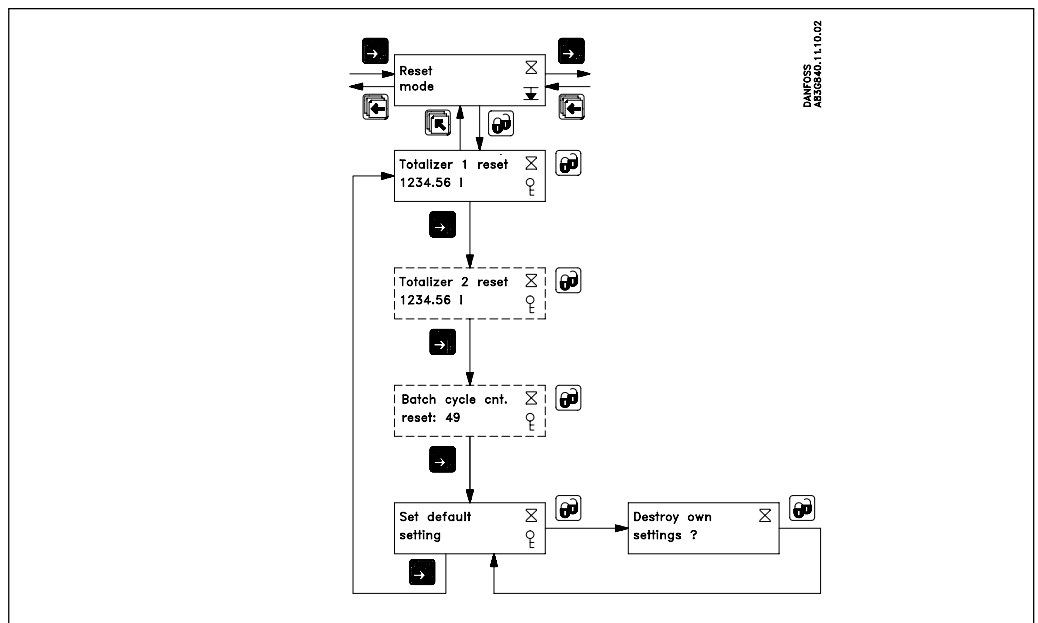 DANFOSS
A83G840.11.10.02
Reset
mode
Totalizer 1 reset
1234.56 l
Totalizer 2 reset
1234.56 l
Batch cycle cnt.
reset: 49
Set default
setting
Destroy own
settings ?